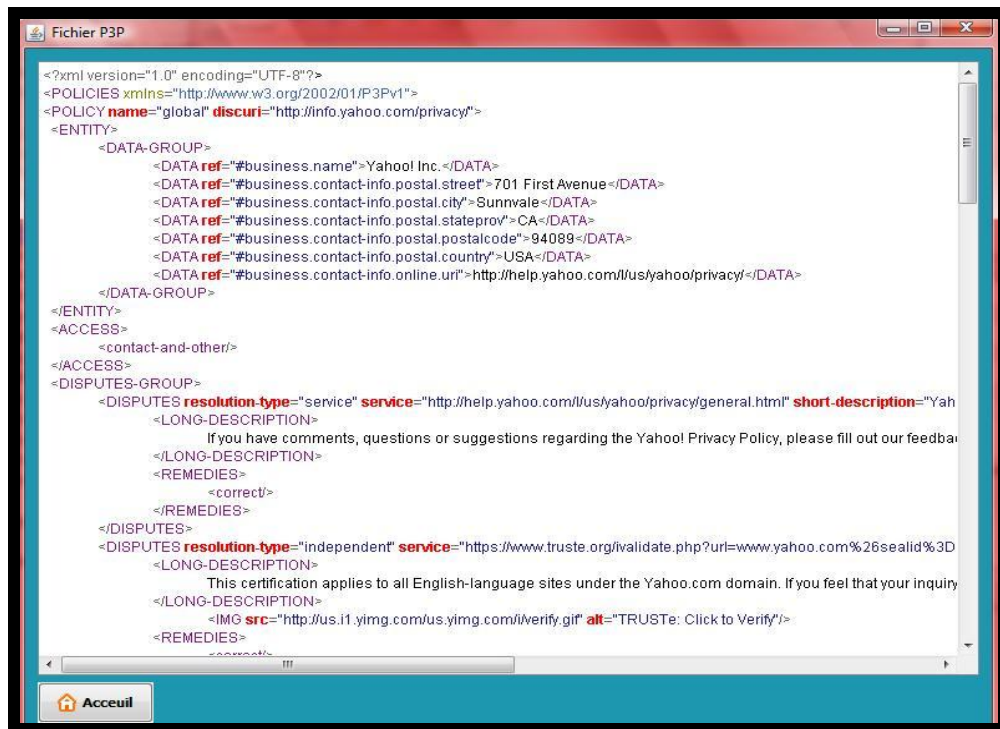 Fichier P3P
<?xml version="1.0" encoding="UTF-8"?>
<POLICIES xmlns="http://www.w3.org/2002/01/P3Pv1">
<POLICY name="global" discuri="http://info.yahoo.com/privacy/">
<ENTITY>
<DATA-GROUP>
<DATA ref="#business.name">Yahoo! Inc.</DATA>
<DATA ref="#business.contact-info.postal.street">701 First Avenue</DATA>
<DATA ref="#business.contact-info.postal.city">Sunnvale</DATA>
<DATA ref="#business.contact-info.postal.stateprov">CA</DATA>
<DATA ref="#business.contact-info.postal.postalcode">94089</DATA>
<DATA ref="#business.contact-info.postal.country">USA</DATA>
<DATA ref="#business.contact-info.online.uri">http://help.yahoo.com/l/us/yahoo/privacy/</DATA>
</DATA-GROUP>
</ENTITY>
<ACCESS>
<contact-and-other/>
</ACCESS>
<DISPUTES-GROUP>
<DISPUTES resolution-type="service" service="http://help.yahoo.com/l/us/yahoo/privacy/general.html" short-description="Yah
<LONG-DESCRIPTION>
If you have comments, questions or suggestions regarding the Yahoo! Privacy Policy, please fill out our feedba
</LONG-DESCRIPTION>
<REMEDIES>
<correct/>
</REMEDIES>
</DISPUTES>
<DISPUTES resolution-type="independent" service="https://www.truste.org/ivalidate.php?url=www.yahoo.com%26sealid%3D
<LONG-DESCRIPTION>
This certification applies to all English-language sites under the Yahoo.com domain. If you feel that your inquiry
</LONG-DESCRIPTION>
<IMG src="http://us.i1.yimg.com/us.yimg.com/i/verify.gif" alt="TRUSTe: Click to Verify"/>
<REMEDIES>
<correct/>
Acceuil